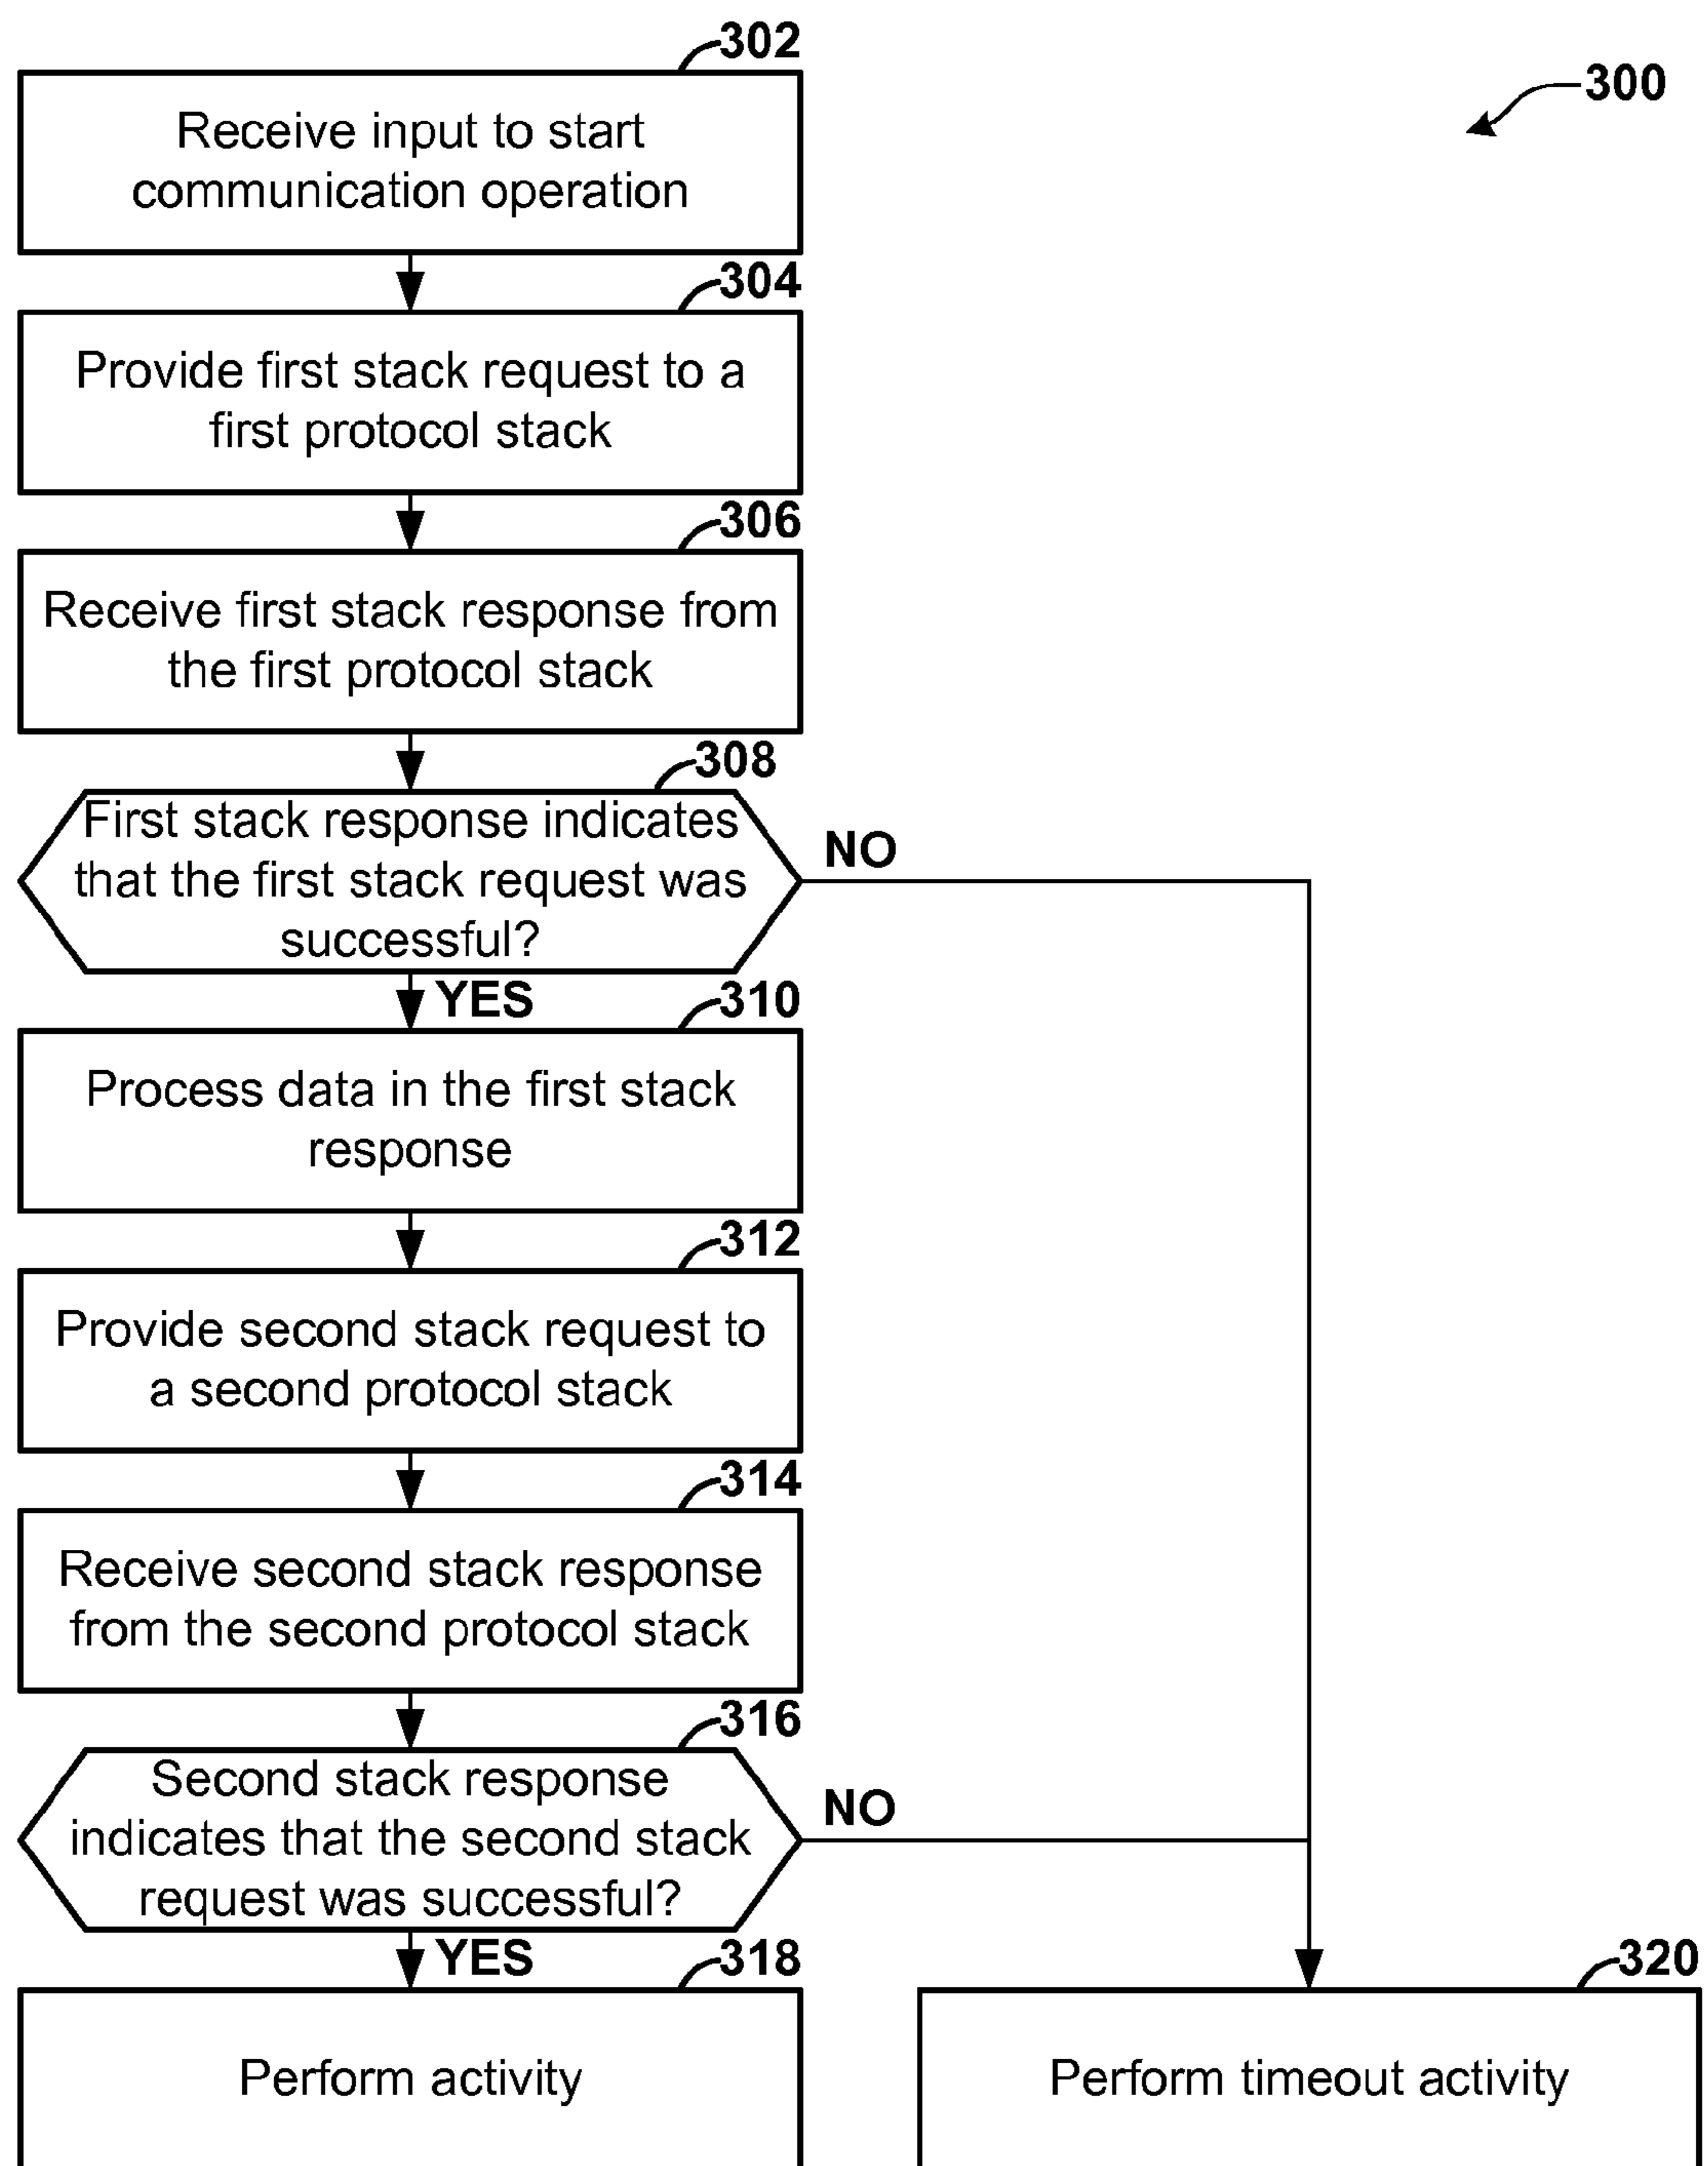 302
300
Receive input to start
communication operation
304
Provide first stack request to a
first protocol stack
306
Receive first stack response from
the first protocol stack
308
First stack response indicates
that the first stack request was
successful?
NO
YES
310
Process data in the first stack
response
312
Provide second stack request to
a second protocol stack
314
Receive second stack response
from the second protocol stack
316
Second stack response
indicates that the second stack
request was successful?
NO
YES
318
320
Perform activity
Perform timeout activity